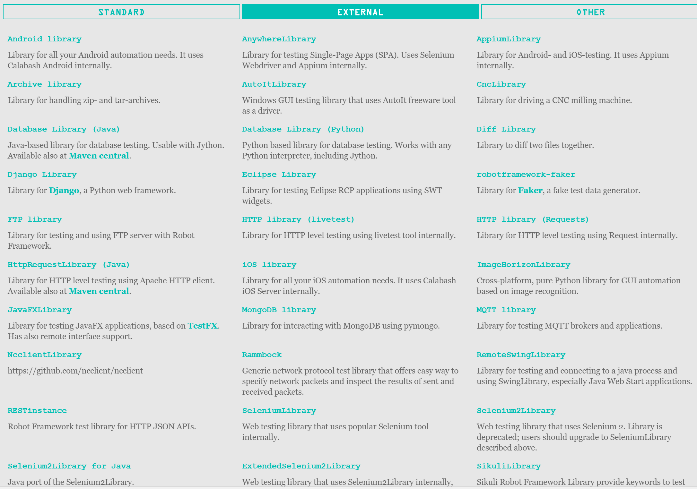 STANDARD
EXTERNAL
OTHER
Android library
AnywhereLibrary
AppiumLibrary
Library for all your Android automation needs. It uses
Calabash Android internally.
Library for testing Single-Page Apps (SPA). Uses Selenium
Webdriver and Appium internally.
Library for Android- and iOS-testing. It uses Appium
internally.
Archive library
AutoItLibrary
CncLibrary
Library for handling zip- and tar-archives.
Windows GUI testing library that uses AutoIt freeware tool
as a driver.
Library for driving a CNC milling machine.
Database Library (Java)
Database Library (Python)
Diff Library
Java-based library for database testing. Usable with Jython.
Available also at Maven central.
Python based library for database testing. Works with any
Python interpreter, including Jython.
Library to diff two files together.
Django Library
Eclipse Library
robotframework-faker
Library for Django, a Python web framework.
Library for testing Eclipse RCP applications using SWT
widgets.
Library for Faker, a fake test data generator.
FTP library
HTTP library (livetest)
HTTP library (Requests)
Library for testing and using FTP server with Robot
Framework.
Library for HTTP level testing using livetest tool internally.
Library for HTTP level testing using Request internally.
HttpRequestLibrary (Java)
iOS library
ImageHorizonLibrary
Library for HTTP level testing using Apache HTTP client.
Available also at Maven central.
Library for all your iOS automation needs. It uses Calabash
iOS Server internally.
Cross-platform, pure Python library for GUI automation
based on image recognition.
JavaFXLibrary
MongoDB library
MQTT library
Library for testing JavaFX applications, based on TestFX.
Has also remote interface support.
Library for interacting with MongoDB using pymongo.
Library for testing MQTT brokers and applications.
NcclientLibrary
Rammbock
RemoteSwingLibrary
https://github.com/ncclient/ncclient
Generic network protocol test library that offers easy way to
specify network packets and inspect the results of sent and
received packets.
Library for testing and connecting to a java process and
using SwingLibrary, especially Java Web Start applications.
RESTinstance
SeleniumLibrary
Selenium2Library
Robot Framework test library for HTTP JSON APIs.
Web testing library that uses popular Selenium tool
internally.
Web testing library that uses Selenium 2. Library is
deprecated; users should upgrade to SeleniumLibrary
described above.
Selenium2Library for Java
ExtendedSelenium2Library
SikuliLibrary
Java port of the Selenium2Library.
Web testing library that uses Selenium2Library internally,
Sikuli Robot Framework Library provide keywords to test